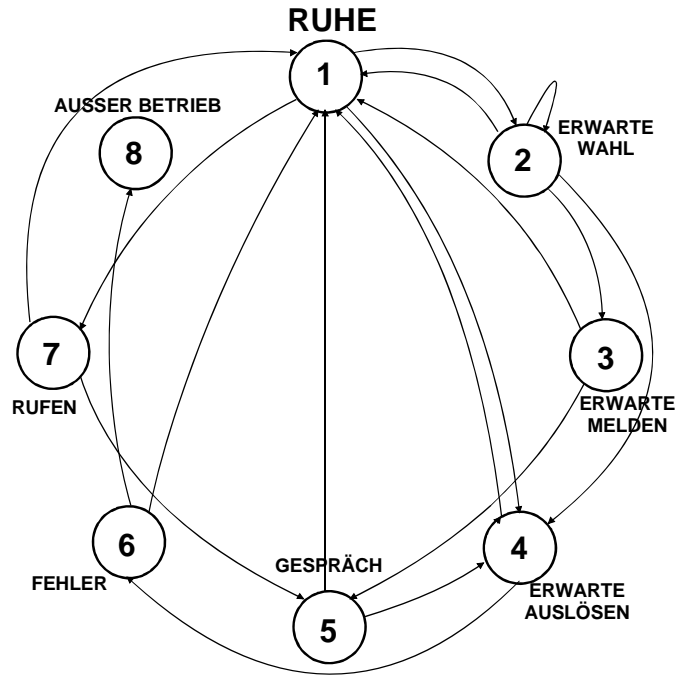 RUHE
1
AUSSER BETRIEB
8
ERWARTE
WAHL
2
7
RUFEN
3
ERWARTE
MELDEN
6
FEHLER
GESPRÄCH
5
4
ERWARTE
AUSLÖSEN